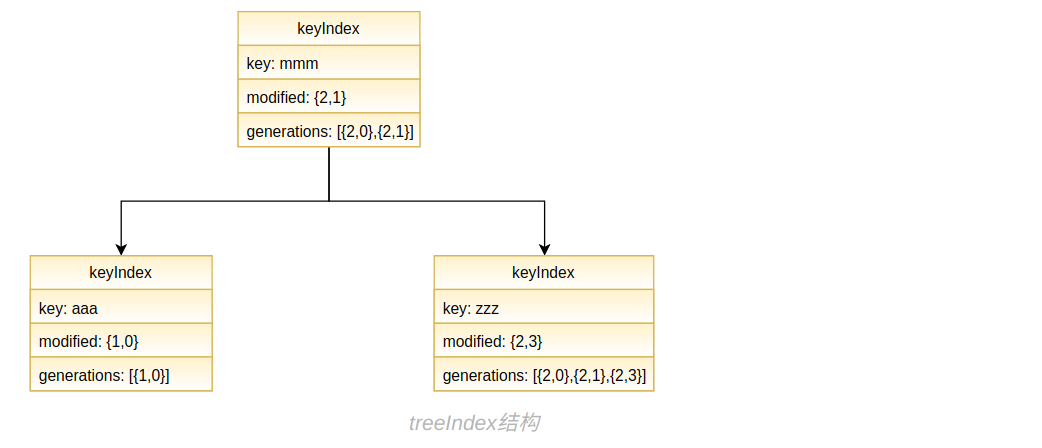 keyIndex
key: mmm
modified: {2,1}
generations: [{2,0},{2,1}]
keyIndex
key: aaa
modified: {1,0}
generations: [{1,0}]
keyIndex
key: zzz
modified: {2,3}
generations: [{2,0},{2,1},{2,3}]
treeIndex结构